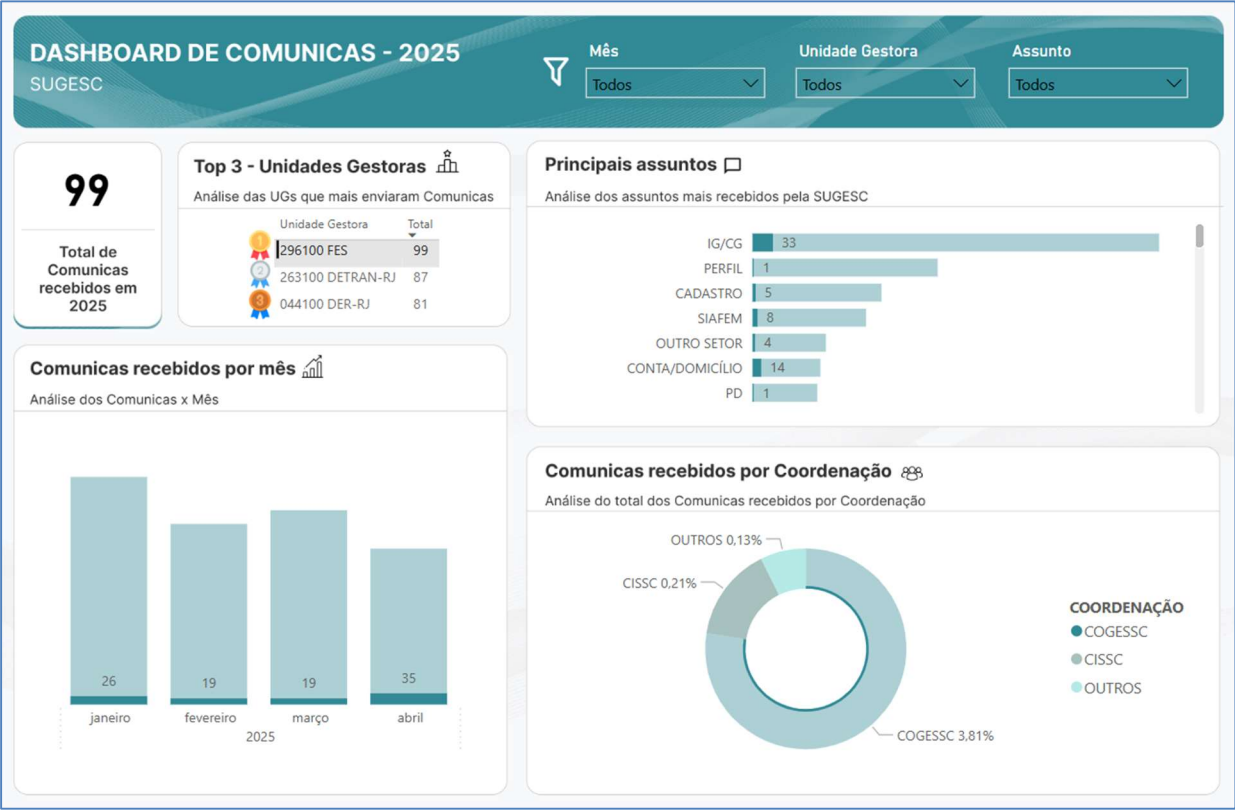 DASHBOARD DE COMUNICAS - 2025
SUGESC
Mês
Todos
Unidade Gestora
Todos
Assunto
Todos
99
Total de
Comunicas
recebidos em
2025
Top 3 - Unidades Gestoras
Análise das UGs que mais enviaram Comunicas
Unidade Gestora Total
1 296100 FES 99
2 263100 DETRAN-RJ 87
3 044100 DER-RJ 81
Principais assuntos
Análise dos assuntos mais recebidos pela SUGESC
IG/CG 33
PERFIL 1
CADASTRO 5
SIAFEM 8
OUTRO SETOR 4
CONTA/DOMICÍLIO 14
PD 1
Comunicas recebidos por mês
Análise dos Comunicas x Mês
26 19 19 35
janeiro fevereiro março abril
2025
Comunicas recebidos por Coordenação
Análise do total dos Comunicas recebidos por Coordenação
OUTROS 0,13%
CISSC 0,21%
COGESSC 3,81%
COORDENAÇÃO
COGESSC
CISSC
OUTROS